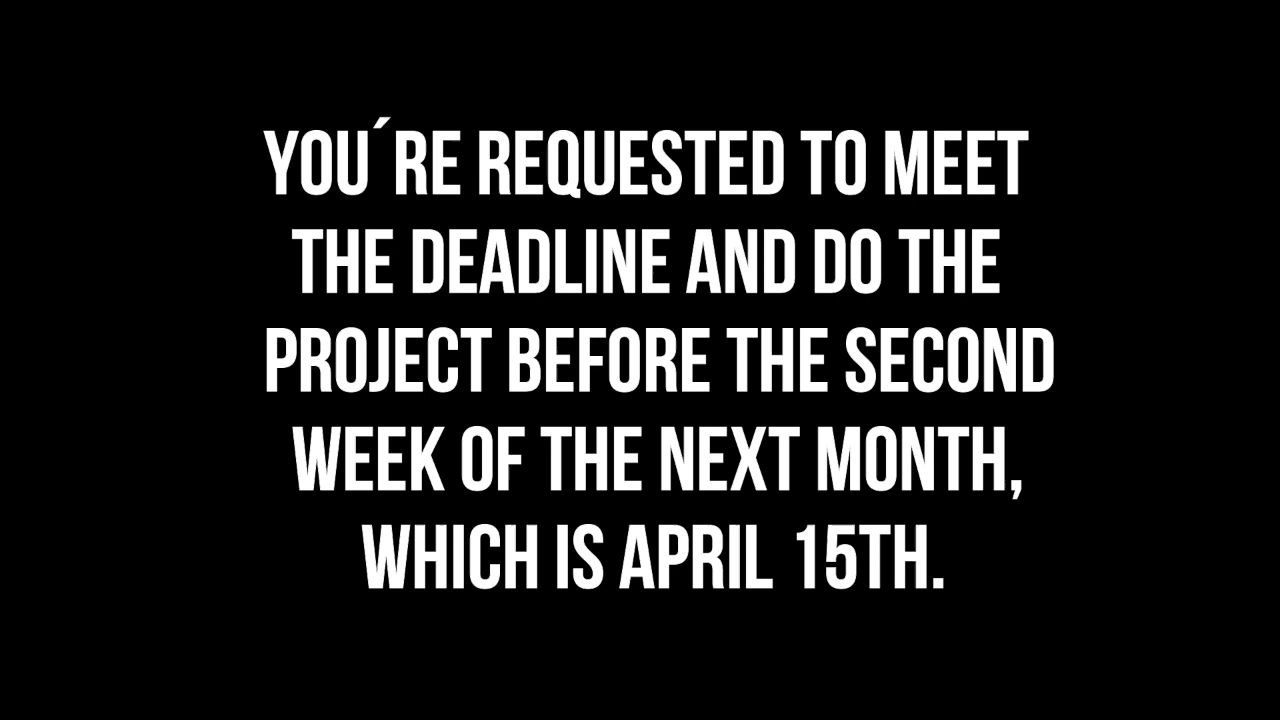 YOU´RE REQUESTED TO MEET
THE DEADLINE AND DO THE
PROJECT BEFORE THE SECOND
WEEK OF THE NEXT MONTH,
WHICH IS APRIL 15TH.